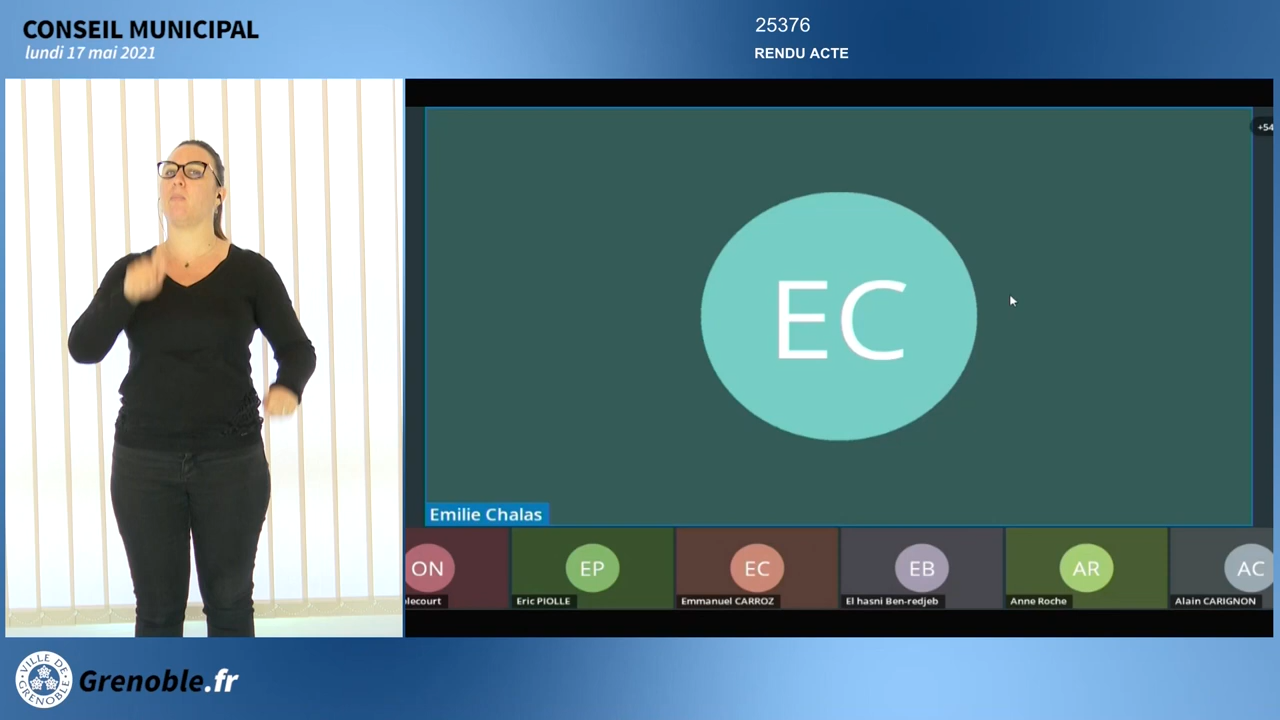 CONSEIL MUNICIPAL
lundi 17 mai 2021
25376
RENDU ACTE
+54
EC
Emilie Chalas
ON
EP
EC
EB
AR
AC
lecourt
Eric PIOLLE
Emmanuel CARROZ
El hasni Ben-redjeb
Anne Roche
Alain CARIGNON
VILLE DE GRENOBLE
Grenoble.fr